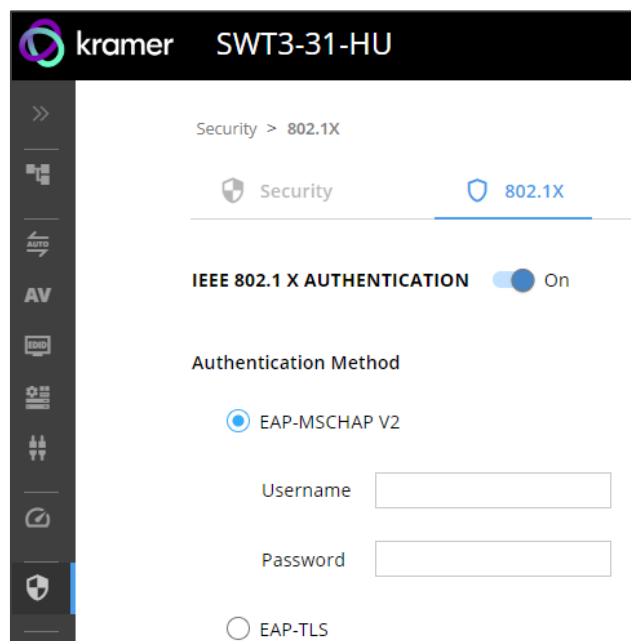 kramer SWT3-31-HU
Security > 802.1X
Security 802.1X
IEEE 802.1 X AUTHENTICATION On
AUTO
AV
EDID
Authentication Method
EAP-MSCHAP V2
Username
Password
EAP-TLS